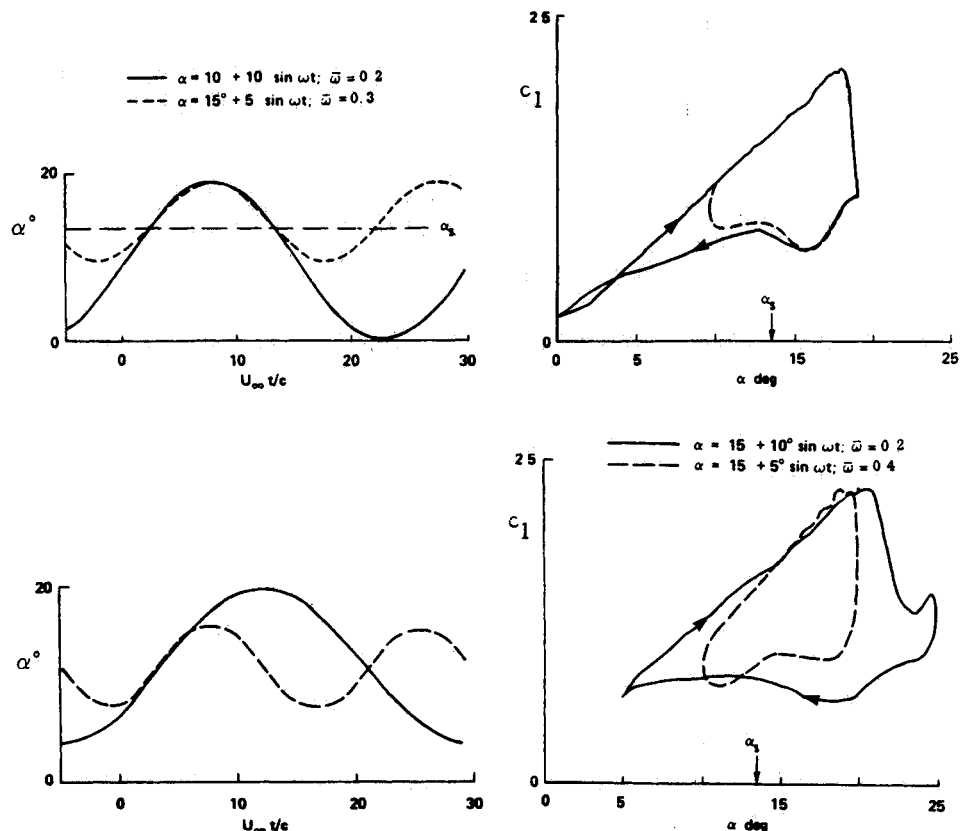 α = 10 + 10 sin ωt; ω̄ = 0 2
α = 15° + 5 sin ωt; ω̄ = 0.3
20
α°
αs
0
0 10 20 30
U∞ t/c
2 5
c1
αs
0
0 5 15 25
α deg
20
α°
0
0 10 20 30
U∞ t/c
α = 15 + 10° sin ωt; ω̄ = 0 2
α = 15 + 5° sin ωt; ω̄ = 0 4
2 5
c1
αs
0
0 5 15 25
α deg